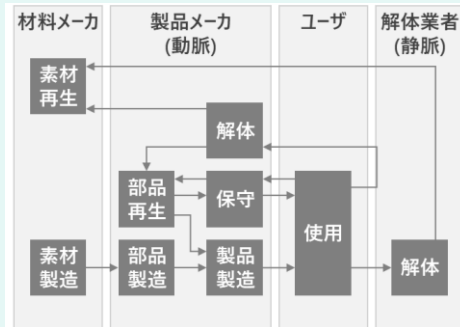 材料メーカ
製品メーカ
(動脈)
ユーザ
解体業者
(静脈)
素材
再生
解体
部品
再生
保守
使用
素材
製造
部品
製造
製品
製造
解体